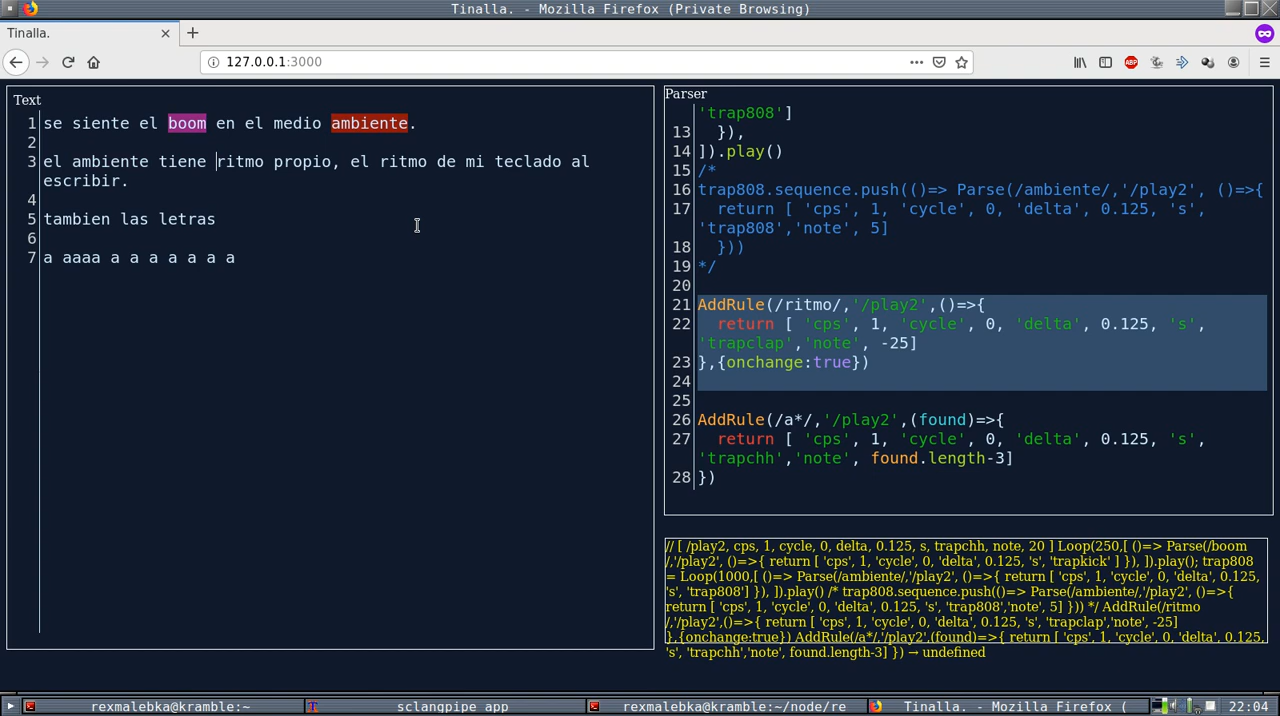 Tinalla. - Mozilla Firefox (Private Browsing)
Tinalla.
127.0.0.1:3000
Text
1 se siente el boom en el medio ambiente.
2
3 el ambiente tiene ritmo propio, el ritmo de mi teclado al
escribir.
4
5 tambien las letras
6
7 a aaaa a a a a a a a
Parser
'trap808']
13   }),
14 ]).play()
15 /*
16 trap808.sequence.push(()=> Parse(/ambiente/,'/play2', ()=>{
17   return [ 'cps', 1, 'cycle', 0, 'delta', 0.125, 's',
'trap808','note', 5]
18   }))
19 */
20
21 AddRule(/ritmo/,'/play2',()=>{
22   return [ 'cps', 1, 'cycle', 0, 'delta', 0.125, 's',
'trapclap','note', -25]
23 },{onchange:true})
24
25
26 AddRule(/a*/,'/play2',(found)=>{
27   return [ 'cps', 1, 'cycle', 0, 'delta', 0.125, 's',
'trapchh','note', found.length-3]
28 })
// [ /play2, cps, 1, cycle, 0, delta, 0.125, s, trapchh, note, 20 ] Loop(250,[ ()=> Parse(/boom
/,'/play2', ()=>{ return [ 'cps', 1, 'cycle', 0, 'delta', 0.125, 's', 'trapkick' ] }), ]).play(); trap808
= Loop(1000,[ ()=> Parse(/ambiente/,'/play2', ()=>{ return [ 'cps', 1, 'cycle', 0, 'delta', 0.125,
's', 'trap808'] }), ]).play() /* trap808.sequence.push(()=> Parse(/ambiente/,'/play2', ()=>{
return [ 'cps', 1, 'cycle', 0, 'delta', 0.125, 's', 'trap808','note', 5] })) */ AddRule(/ritmo
/,'/play2',()=>{ return [ 'cps', 1, 'cycle', 0, 'delta', 0.125, 's', 'trapclap','note', -25]
},{onchange:true}) AddRule(/a*/,'/play2',(found)=>{ return [ 'cps', 1, 'cycle', 0, 'delta', 0.125,
's', 'trapchh','note', found.length-3] }) → undefined
rexmalebka@kramble:~
sclangpipe_app
rexmalebka@kramble:~/node/re
Tinalla. - Mozilla Firefox (
22:04